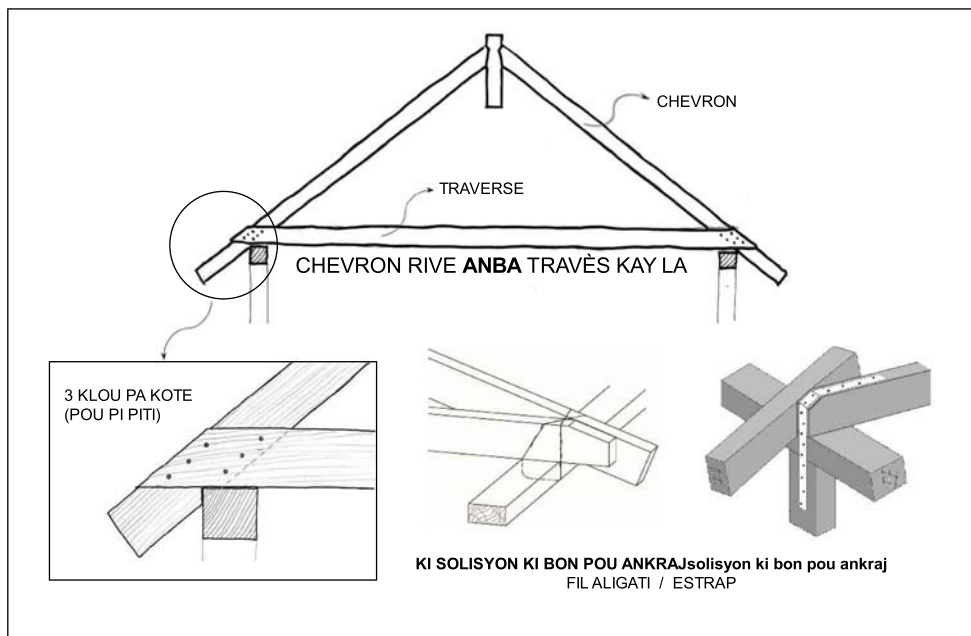 CHEVRON
TRAVERSE
CHEVRON RIVE ANBA TRAVÈS KAY LA
3 KLOU PA KOTE
(POU PI PITI)
KI SOLISYON KI BON POU ANKRAJsolisyon ki bon pou ankraj
FIL ALIGATI / ESTRAP